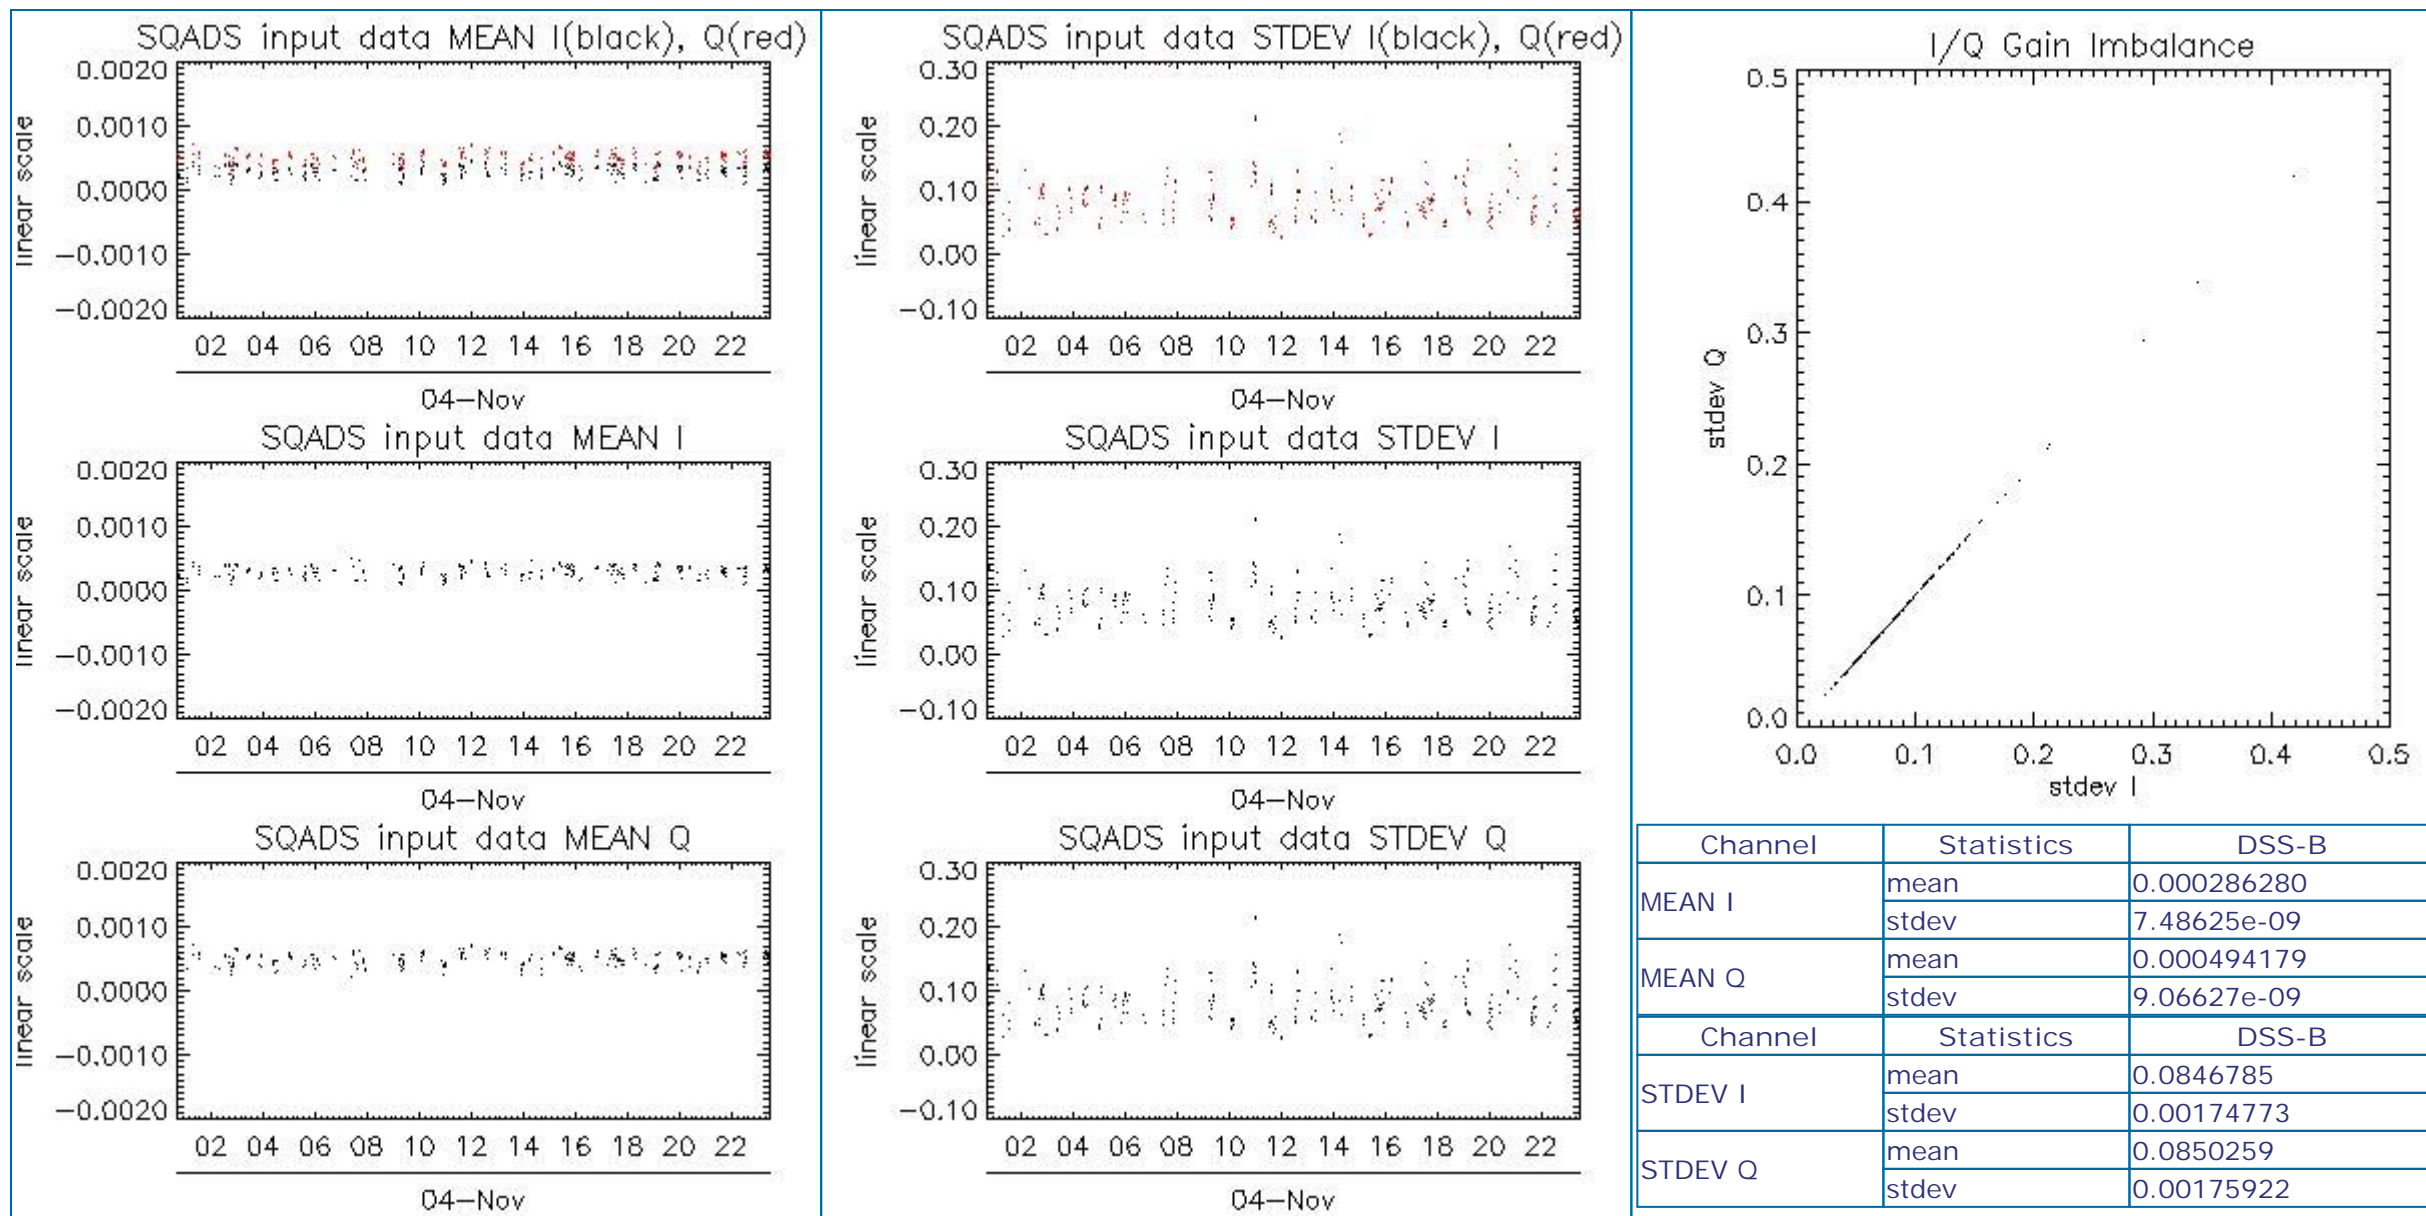 SQADS input data MEAN I(black), Q(red)
0.0020
0.0010
0.0000
−0.0010
−0.0020
linear scale
02 04 06 08 10 12 14 16 18 20 22
04−Nov
SQADS input data MEAN I
0.0020
0.0010
0.0000
−0.0010
−0.0020
linear scale
02 04 06 08 10 12 14 16 18 20 22
04−Nov
SQADS input data MEAN Q
0.0020
0.0010
0.0000
−0.0010
−0.0020
linear scale
02 04 06 08 10 12 14 16 18 20 22
04−Nov
SQADS input data STDEV I(black), Q(red)
0.30
0.20
0.10
0.00
−0.10
linear scale
02 04 06 08 10 12 14 16 18 20 22
04−Nov
SQADS input data STDEV I
0.30
0.20
0.10
0.00
−0.10
linear scale
02 04 06 08 10 12 14 16 18 20 22
04−Nov
SQADS input data STDEV Q
0.30
0.20
0.10
0.00
−0.10
linear scale
02 04 06 08 10 12 14 16 18 20 22
04−Nov
I/Q Gain Imbalance
0.5
0.4
0.3
0.2
0.1
0.0
stdev Q
0.0 0.1 0.2 0.3 0.4 0.5
stdev I
Channel Statistics DSS-B
MEAN I
mean 0.000286280
stdev 7.48625e-09
MEAN Q
mean 0.000494179
stdev 9.06627e-09
Channel Statistics DSS-B
STDEV I
mean 0.0846785
stdev 0.00174773
STDEV Q
mean 0.0850259
stdev 0.00175922